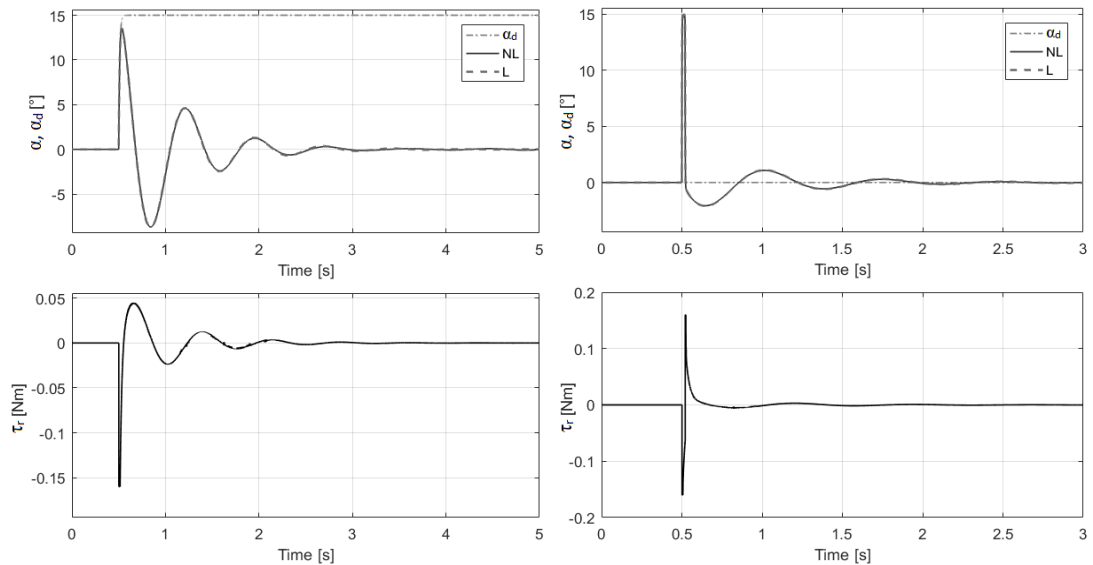 15
10
5
0
-5
α, α_d [°]
α_d
NL
L
0 1 2 3 4 5
Time [s]
15
10
5
0
α, α_d [°]
α_d
NL
L
0 0.5 1 1.5 2 2.5 3
Time [s]
0.05
0
-0.05
-0.1
-0.15
τ_r [Nm]
0 1 2 3 4 5
Time [s]
0.2
0.1
0
-0.1
-0.2
τ_r [Nm]
0 0.5 1 1.5 2 2.5 3
Time [s]